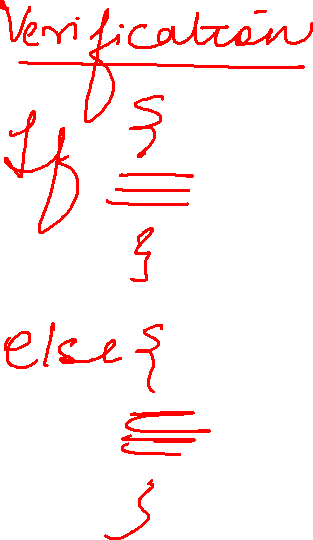 Verification
If {
}
else {
}